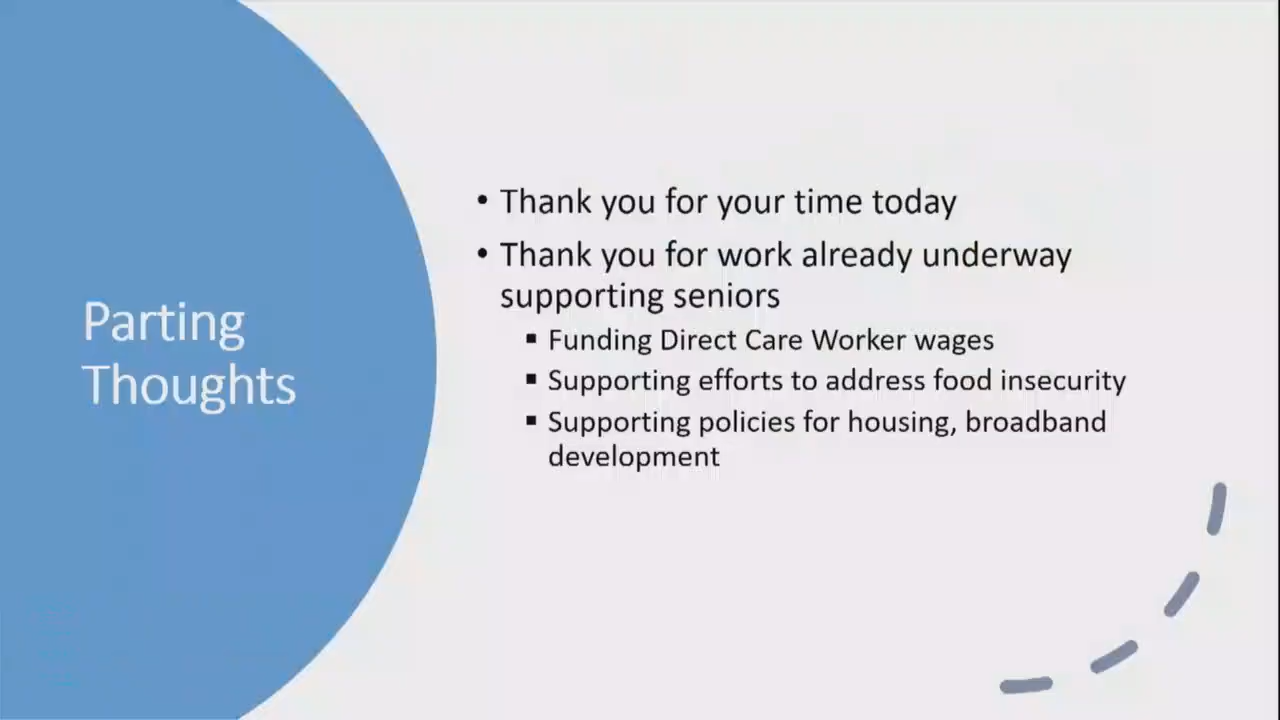 Parting
Thoughts
• Thank you for your time today
• Thank you for work already underway
supporting seniors
▪ Funding Direct Care Worker wages
▪ Supporting efforts to address food insecurity
▪ Supporting policies for housing, broadband
development